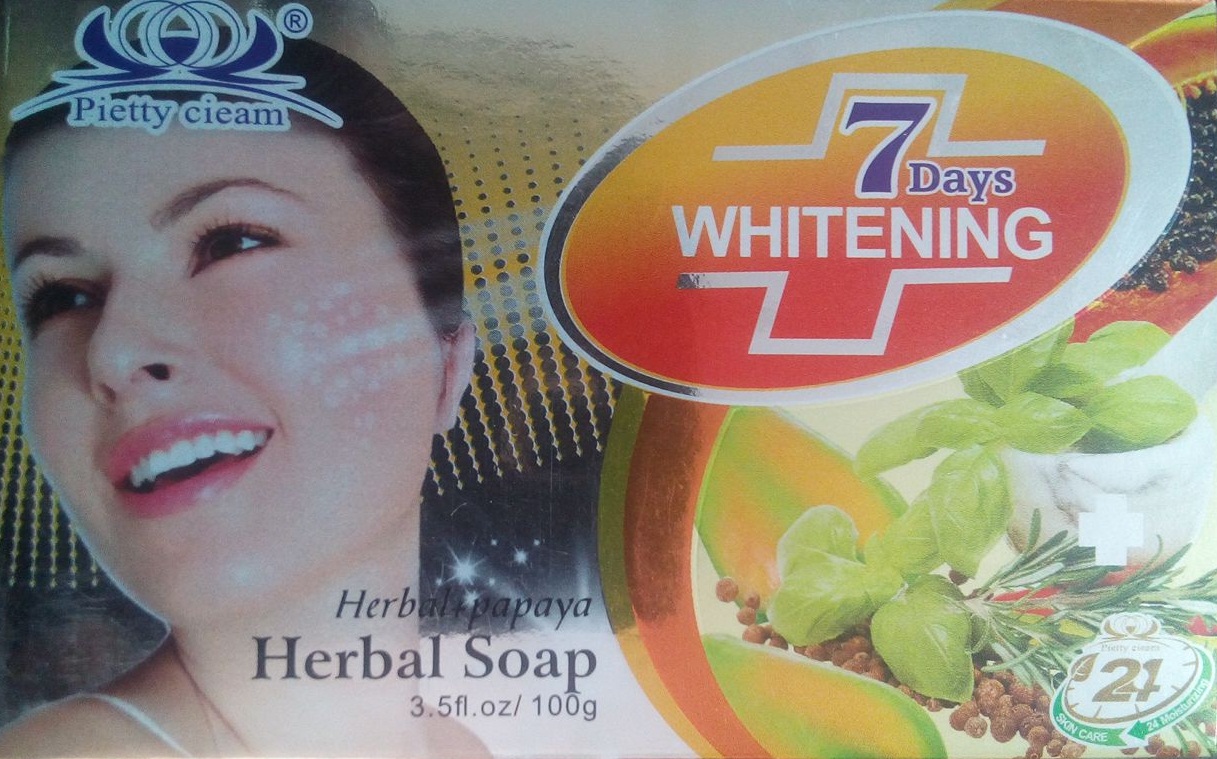 ®
Pietty cieam
7
Days
WHITENING
Herbal+papaya
Herbal Soap
3.5fl.oz/ 100g
Pietty cieam
24
SKIN CARE
24 Moisturizing